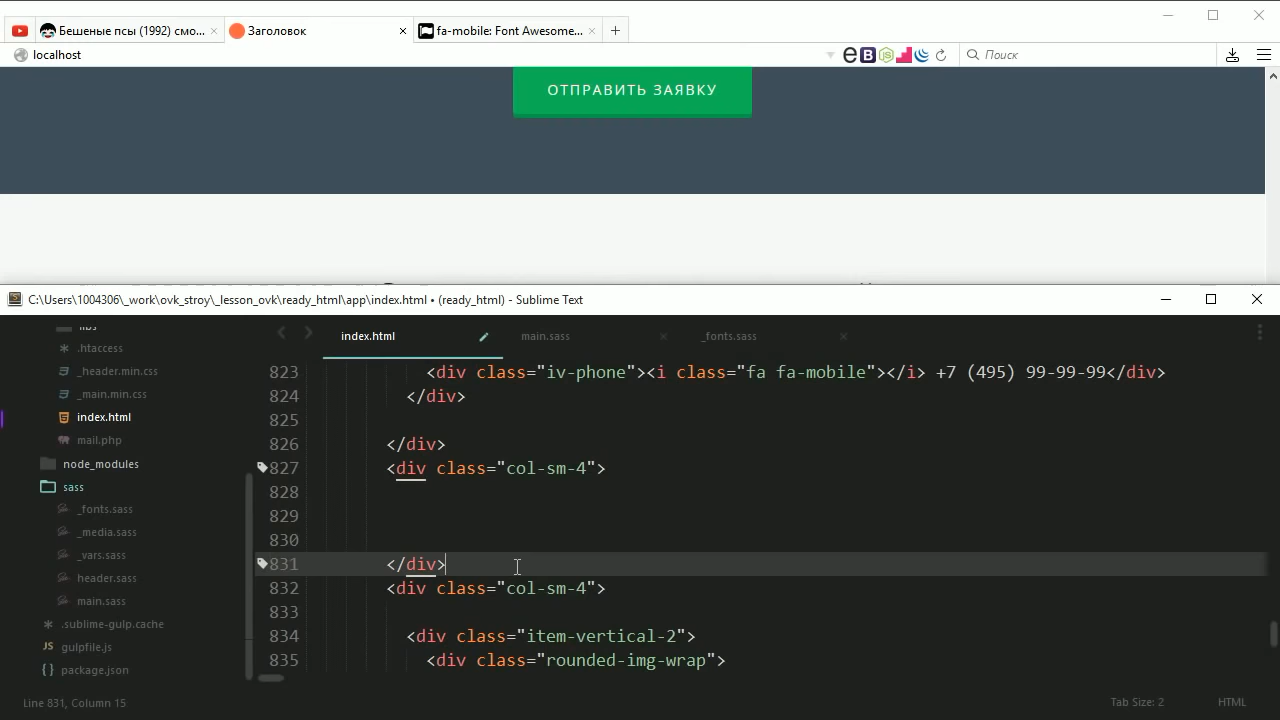 Бешеные псы (1992) смо...
Заголовок
fa-mobile: Font Awesome...
localhost
Поиск
ОТПРАВИТЬ ЗАЯВКУ
C:\Users\1004306\_work\ovk_stroy\_lesson_ovk\ready_html\app\index.html • (ready_html) - Sublime Text
index.html
main.sass
_fonts.sass
libs
.htaccess
_header.min.css
_main.min.css
index.html
mail.php
node_modules
sass
_fonts.sass
_media.sass
_vars.sass
header.sass
main.sass
.sublime-gulp.cache
gulpfile.js
package.json
823 <div class="iv-phone"><i class="fa fa-mobile"></i> +7 (495) 99-99-99</div>
824 </div>
825
826 </div>
827 <div class="col-sm-4">
828
829
830
831 </div>
832 <div class="col-sm-4">
833
834 <div class="item-vertical-2">
835 <div class="rounded-img-wrap">
Line 831, Column 15
Tab Size: 2
HTML